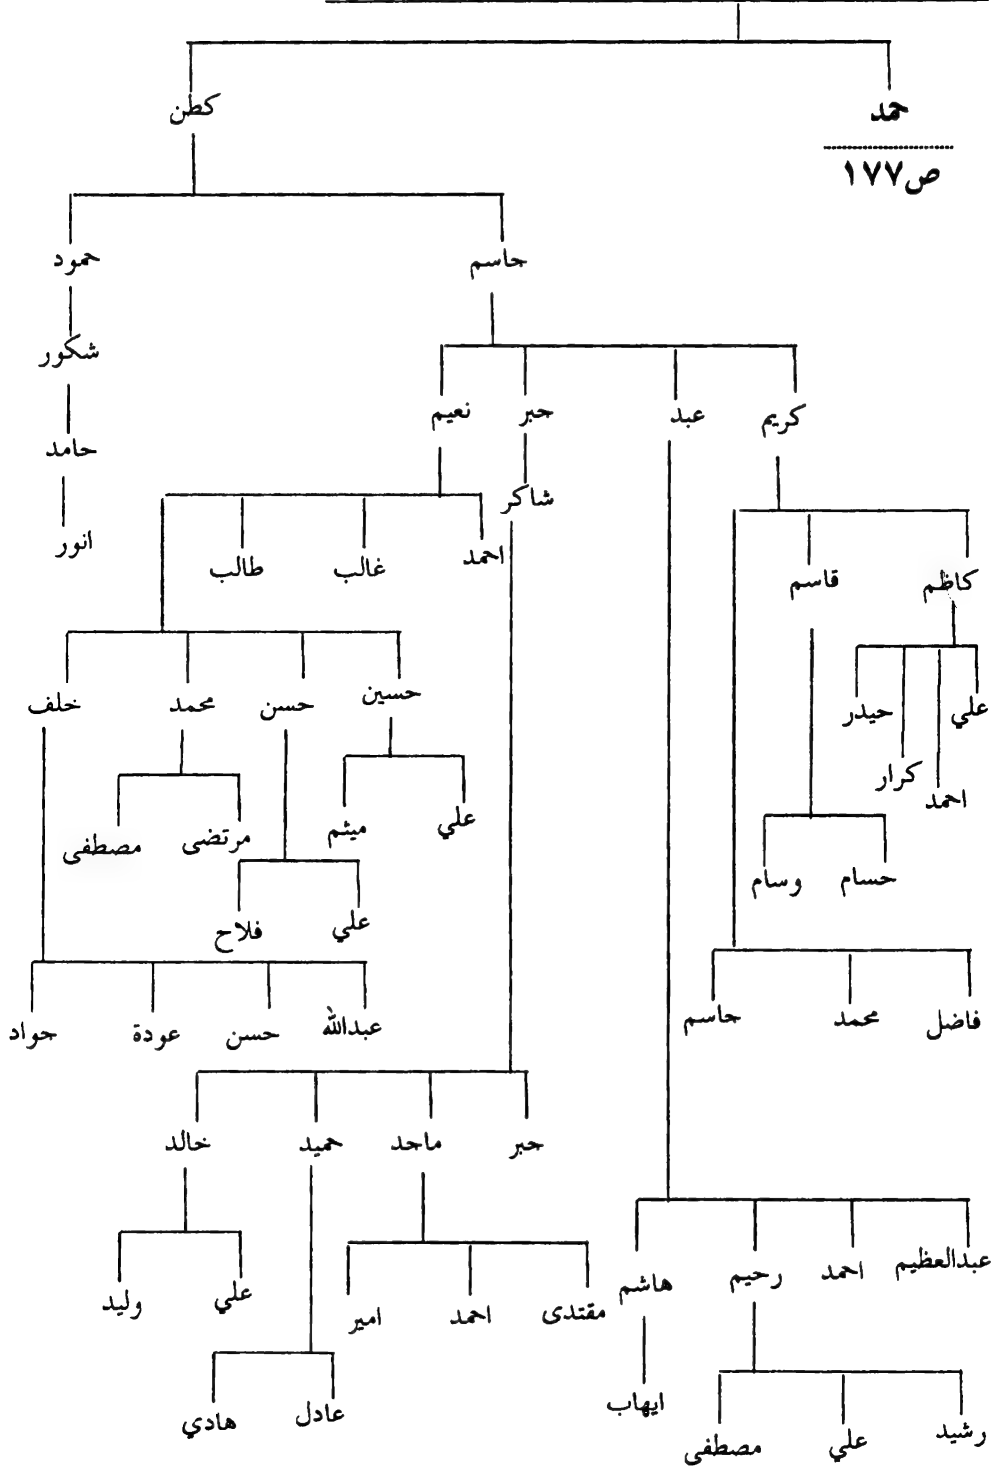 حمد
ص١٧٧
كطن
جاسم
حمود
شكور
حامد
انور
كريم
عبد
جبر
نعيم
شاكر
احمد
غالب
طالب
كاظم
قاسم
علي
احمد
كرار
حيدر
حسام
وسام
فاضل
محمد
جاسم
حسين
حسن
محمد
خلف
علي
ميثم
مرتضى
مصطفى
علي
فلاح
عبدالله
حسن
عودة
جواد
جبر
ماجد
حميد
خالد
مقتدى
احمد
امير
علي
وليد
عادل
هادي
عبدالعظيم
احمد
رحيم
هاشم
ايهاب
رشيد
علي
مصطفى